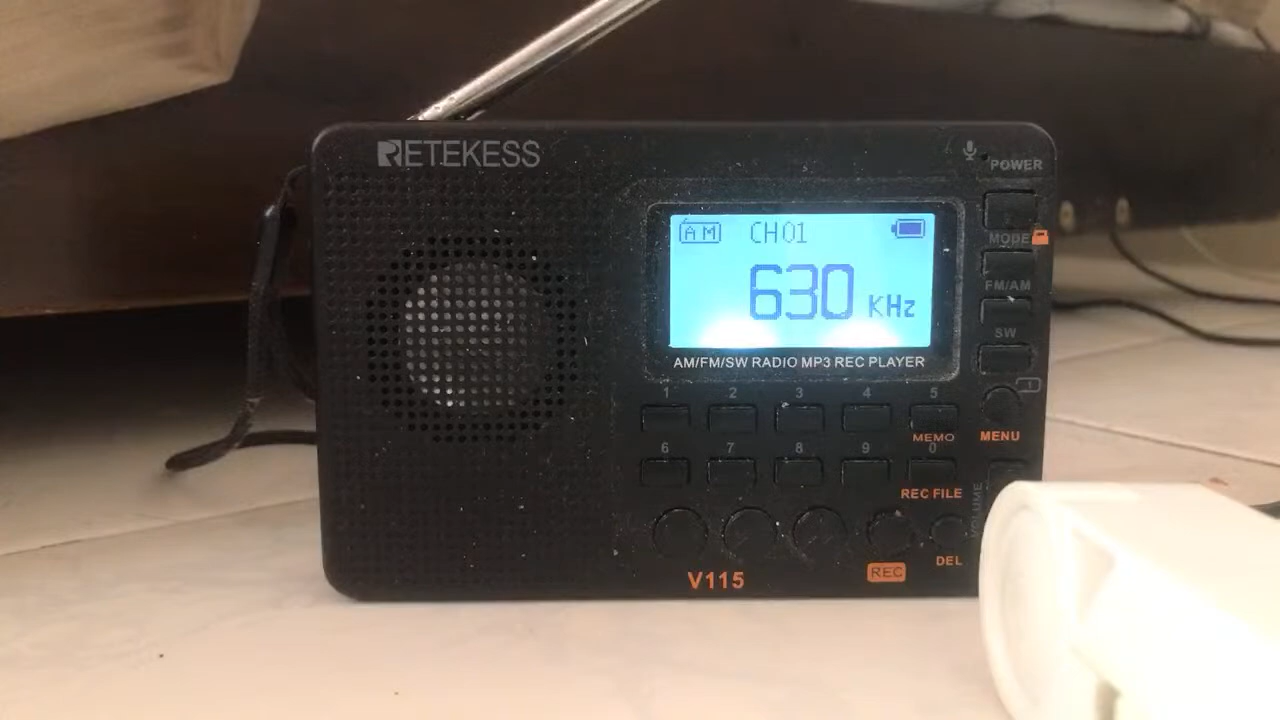 RETEKESS
POWER
AM CH01
630 KHz
MODE
FM/AM
SW
AM/FM/SW RADIO MP3 REC PLAYER
1 2 3 4 5
MEMO
MENU
6 7 8 9 0
REC FILE
VOLUME
DEL
REC
V115